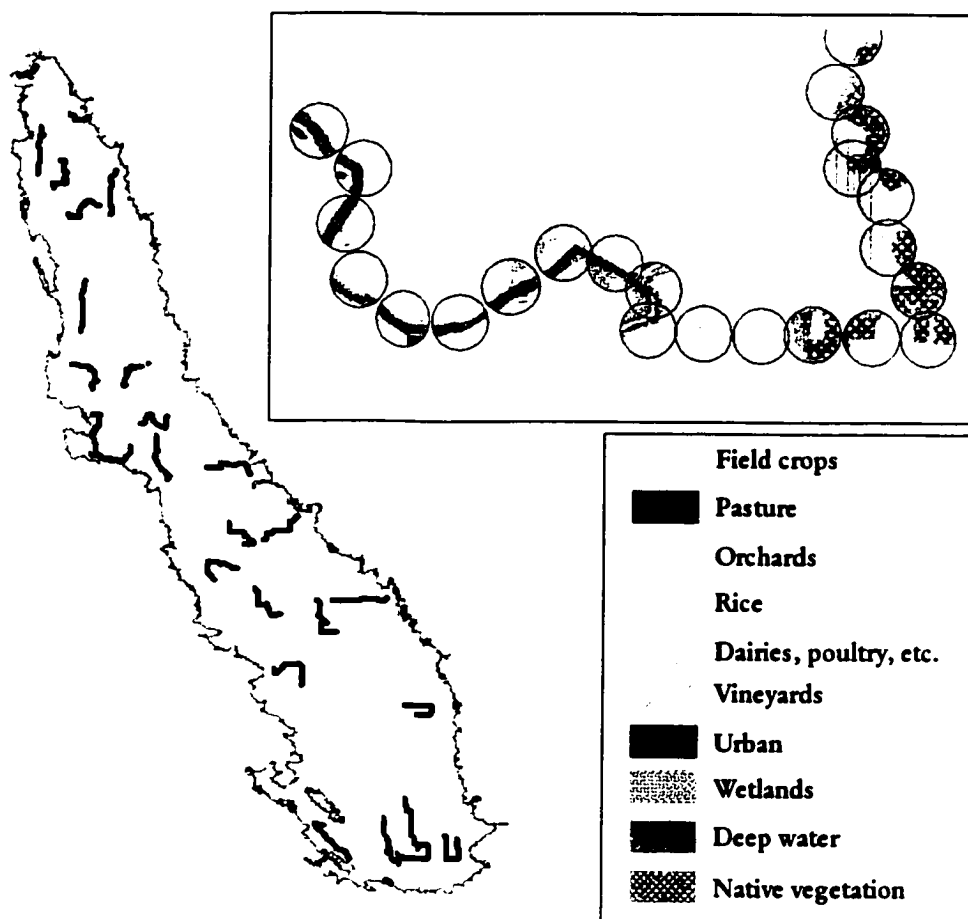 Field crops
Pasture
Orchards
Rice
Dairies, poultry, etc.
Vineyards
Urban
Wetlands
Deep water
Native vegetation